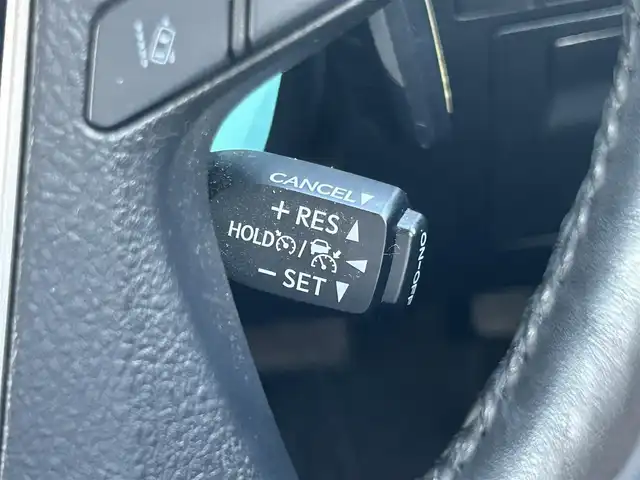 CANCEL▼
+ RES▲
HOLD /
− SET▼
ON·OFF